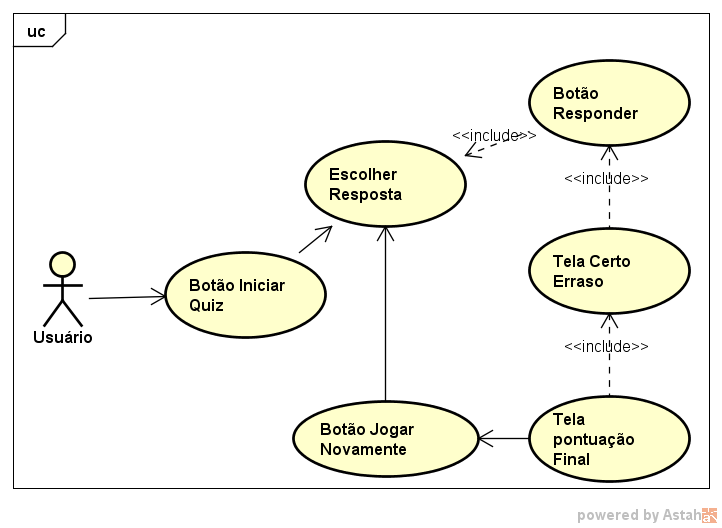 uc
Botão
Responder
<<include>>
Escolher
Resposta
<<include>>
Tela Certo
Erraso
Botão Iniciar
Quiz
Usuário
<<include>>
Botão Jogar
Novamente
Tela
pontuação
Final
powered by Astah